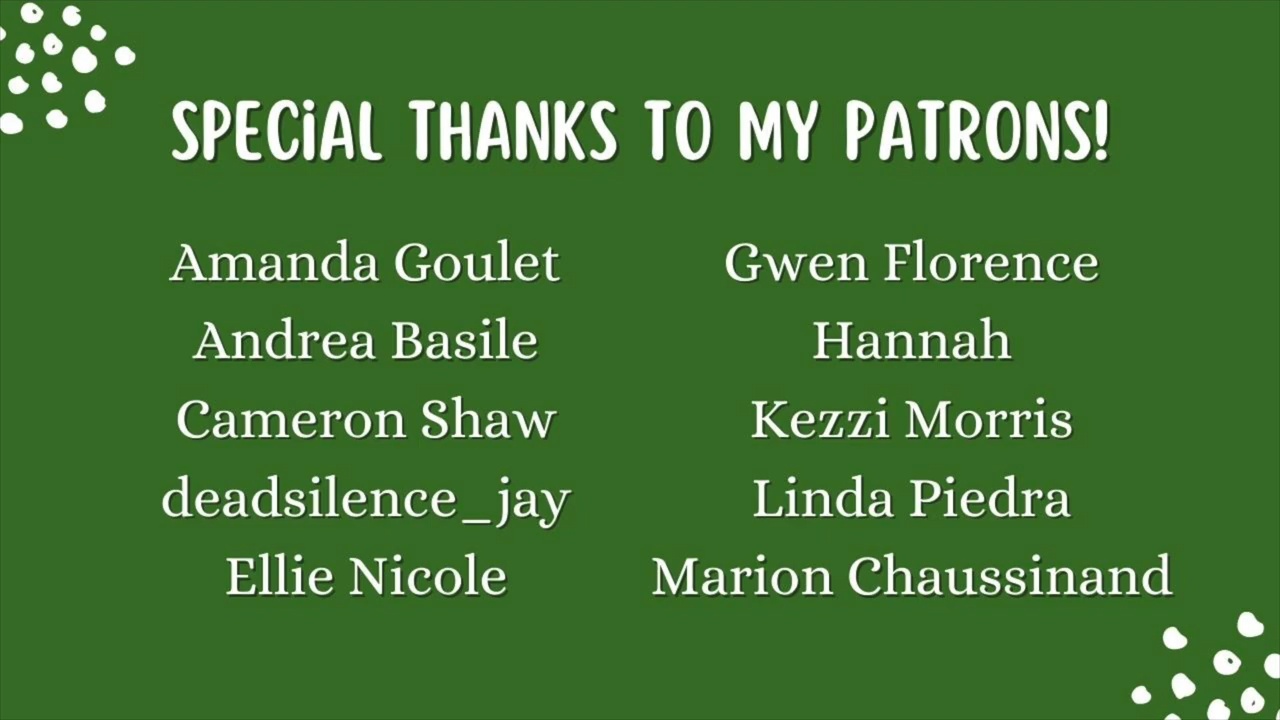 SPECiAL THANKS TO MY PATRONS!
Amanda Goulet
Andrea Basile
Cameron Shaw
deadsilence_jay
Ellie Nicole
Gwen Florence
Hannah
Kezzi Morris
Linda Piedra
Marion Chaussinand